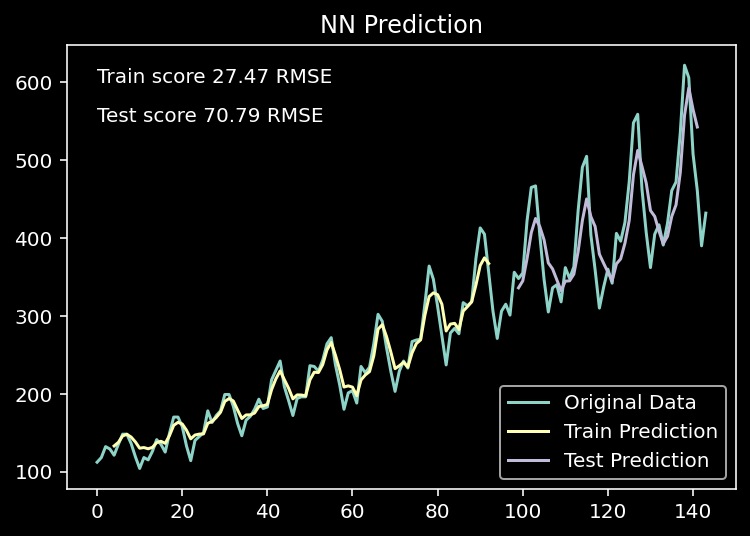 NN Prediction
Train score 27.47 RMSE
Test score 70.79 RMSE
600
500
400
300
200
100
Original Data
Train Prediction
Test Prediction
0 20 40 60 80 100 120 140